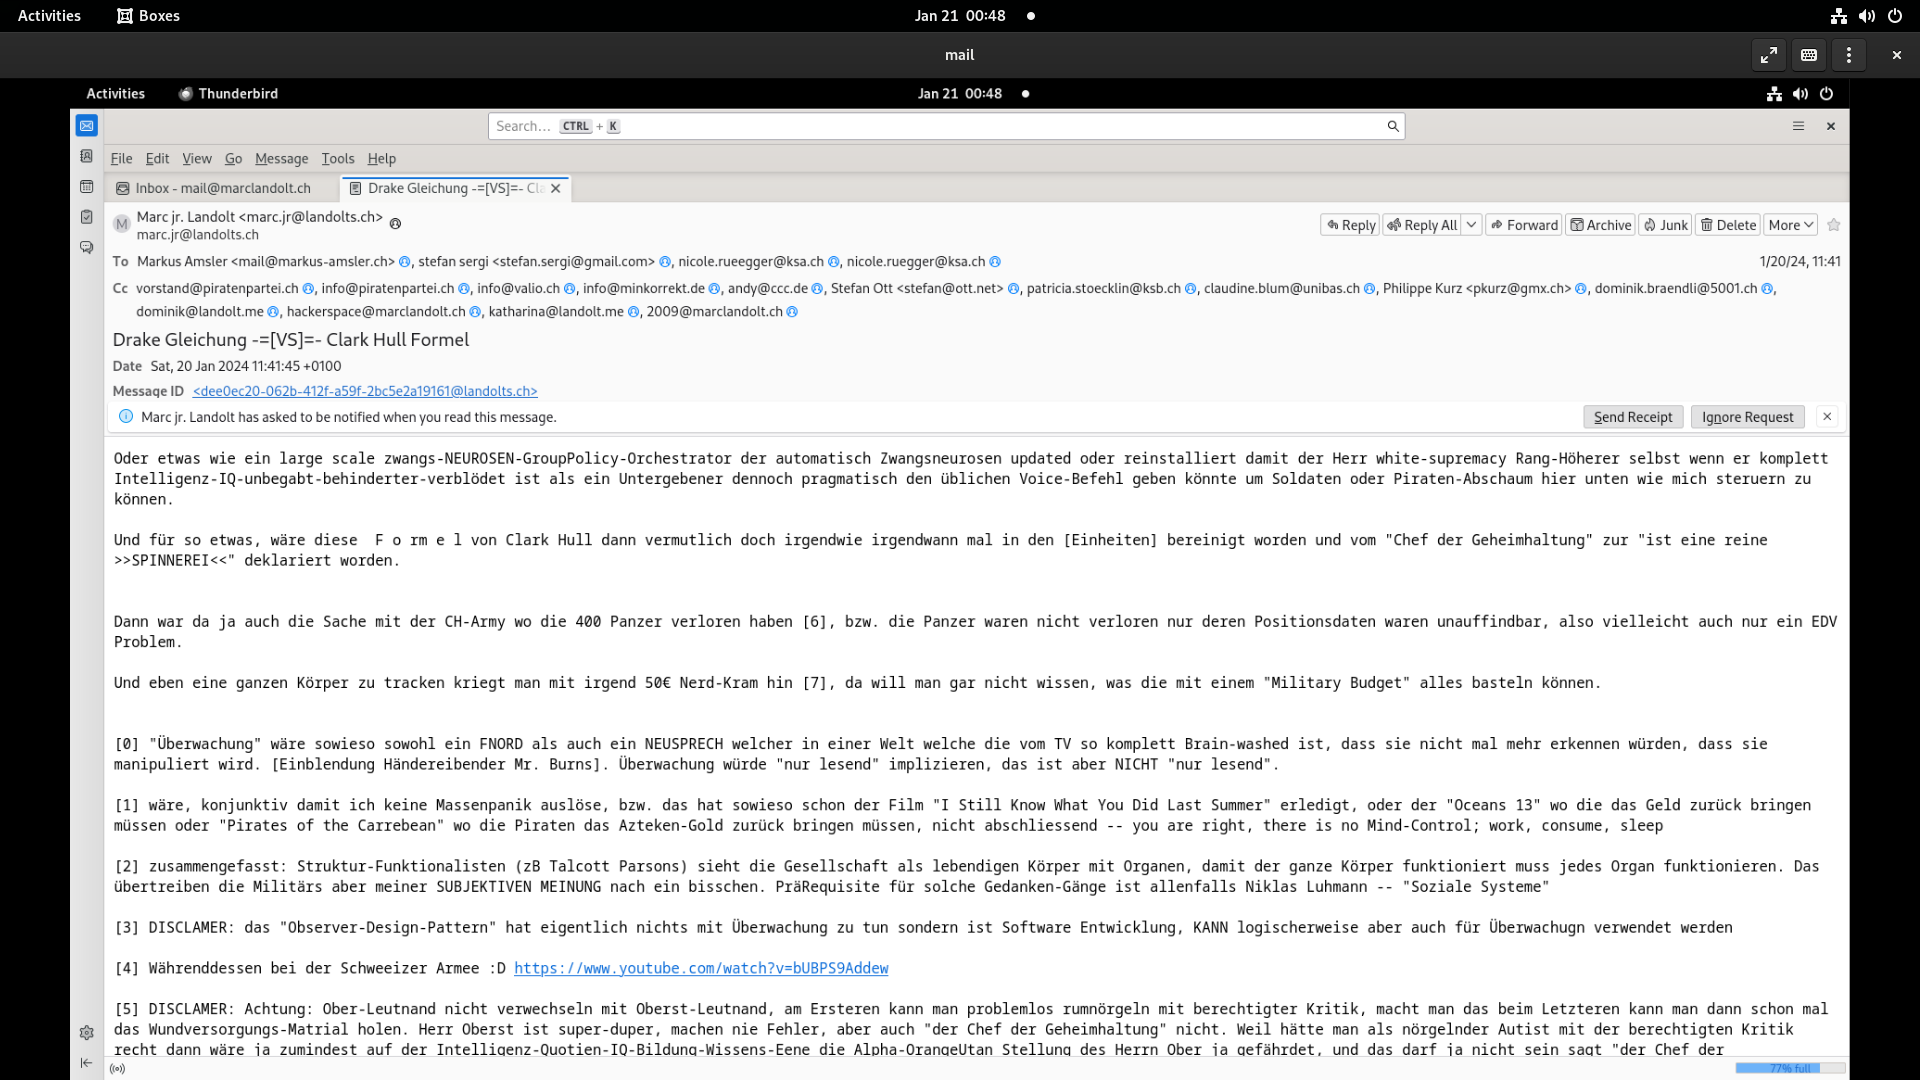 Activities Boxes Jan 21 00:48
mail
Activities Thunderbird Jan 21 00:48
Search... CTRL + K
File Edit View Go Message Tools Help
Inbox - mail@marclandolt.ch Drake Gleichung -=[VS]=- Cla
M Marc jr. Landolt <marc.jr@landolts.ch>
marc.jr@landolts.ch
Reply Reply All Forward Archive Junk Delete More
To Markus Amsler <mail@markus-amsler.ch> , stefan sergi <stefan.sergi@gmail.com> , nicole.rueegger@ksa.ch , nicole.ruegger@ksa.ch 1/20/24, 11:41
Cc vorstand@piratenpartei.ch , info@piratenpartei.ch , info@valio.ch , info@minkorrekt.de , andy@ccc.de , Stefan Ott <stefan@ott.net> , patricia.stoecklin@ksb.ch , claudine.blum@unibas.ch , Philippe Kurz <pkurz@gmx.ch> , dominik.braendli@5001.ch ,
dominik@landolt.me , hackerspace@marclandolt.ch , katharina@landolt.me , 2009@marclandolt.ch
Drake Gleichung -=[VS]=- Clark Hull Formel
Date Sat, 20 Jan 2024 11:41:45 +0100
Message ID <dee0ec20-062b-412f-a59f-2bc5e2a19161@landolts.ch>
Marc jr. Landolt has asked to be notified when you read this message. Send Receipt Ignore Request
Oder etwas wie ein large scale zwangs-NEUROSEN-GroupPolicy-Orchestrator der automatisch Zwangsneurosen updated oder reinstalliert damit der Herr white-supremacy Rang-Höherer selbst wenn er komplett
Intelligenz-IQ-unbegabt-behinderter-verblödet ist als ein Untergebener dennoch pragmatisch den üblichen Voice-Befehl geben könnte um Soldaten oder Piraten-Abschaum hier unten wie mich steruern zu
können.
Und für so etwas, wäre diese F o rm e l von Clark Hull dann vermutlich doch irgendwie irgendwann mal in den [Einheiten] bereinigt worden und vom "Chef der Geheimhaltung" zur "ist eine reine
>>SPINNEREI<<" deklariert worden.
Dann war da ja auch die Sache mit der CH-Army wo die 400 Panzer verloren haben [6], bzw. die Panzer waren nicht verloren nur deren Positionsdaten waren unauffindbar, also vielleicht auch nur ein EDV
Problem.
Und eben eine ganzen Körper zu tracken kriegt man mit irgend 50€ Nerd-Kram hin [7], da will man gar nicht wissen, was die mit einem "Military Budget" alles basteln können.
[0] "Überwachung" wäre sowieso sowohl ein FNORD als auch ein NEUSPRECH welcher in einer Welt welche die vom TV so komplett Brain-washed ist, dass sie nicht mal mehr erkennen würden, dass sie
manipuliert wird. [Einblendung Händereibender Mr. Burns]. Überwachung würde "nur lesend" implizieren, das ist aber NICHT "nur lesend".
[1] wäre, konjunktiv damit ich keine Massenpanik auslöse, bzw. das hat sowieso schon der Film "I Still Know What You Did Last Summer" erledigt, oder der "Oceans 13" wo die das Geld zurück bringen
müssen oder "Pirates of the Carrebean" wo die Piraten das Azteken-Gold zurück bringen müssen, nicht abschliessend -- you are right, there is no Mind-Control; work, consume, sleep
[2] zusammengefasst: Struktur-Funktionalisten (zB Talcott Parsons) sieht die Gesellschaft als lebendigen Körper mit Organen, damit der ganze Körper funktioniert muss jedes Organ funktionieren. Das
übertreiben die Militärs aber meiner SUBJEKTIVEN MEINUNG nach ein bisschen. PräRequisite für solche Gedanken-Gänge ist allenfalls Niklas Luhmann -- "Soziale Systeme"
[3] DISCLAMER: das "Observer-Design-Pattern" hat eigentlich nichts mit Überwachung zu tun sondern ist Software Entwicklung, KANN logischerweise aber auch für Überwachugn verwendet werden
[4] Währenddessen bei der Schweeizer Armee :D https://www.youtube.com/watch?v=bUBPS9Addew
[5] DISCLAMER: Achtung: Ober-Leutnand nicht verwechseln mit Oberst-Leutnand, am Ersteren kann man problemlos rumnörgeln mit berechtigter Kritik, macht man das beim Letzteren kann man dann schon mal
das Wundversorgungs-Matrial holen. Herr Oberst ist super-duper, machen nie Fehler, aber auch "der Chef der Geheimhaltung" nicht. Weil hätte man als nörgelnder Autist mit der berechtigten Kritik
recht dann wäre ja zumindest auf der Intelligenz-Quotien-IQ-Bildung-Wissens-Eene die Alpha-OrangeUtan Stellung des Herrn Ober ja gefährdet, und das darf ja nicht sein sagt "der Chef der
77% full